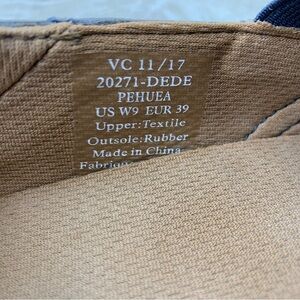 VC 11/17
20271-DEDE
PEHUEA
US W9 EUR 39
Upper:Textile
Outsole:Rubber
Made in China